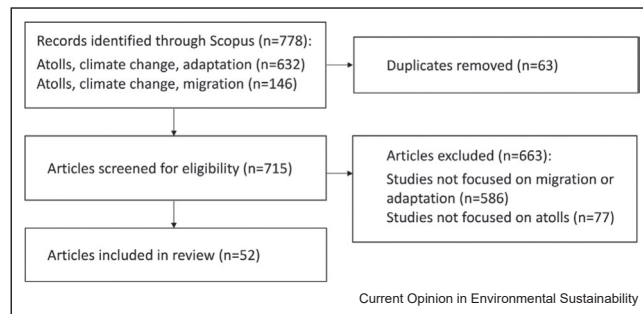 Records identified through Scopus (n=778):
Atolls, climate change, adaptation (n=632)
Atolls, climate change, migration (n=146)
Duplicates removed (n=63)
Articles screened for eligibility (n=715)
Articles excluded (n=663):
Studies not focused on migration or
adaptation (n=586)
Studies not focused on atolls (n=77)
Articles included in review (n=52)
Current Opinion in Environmental Sustainability